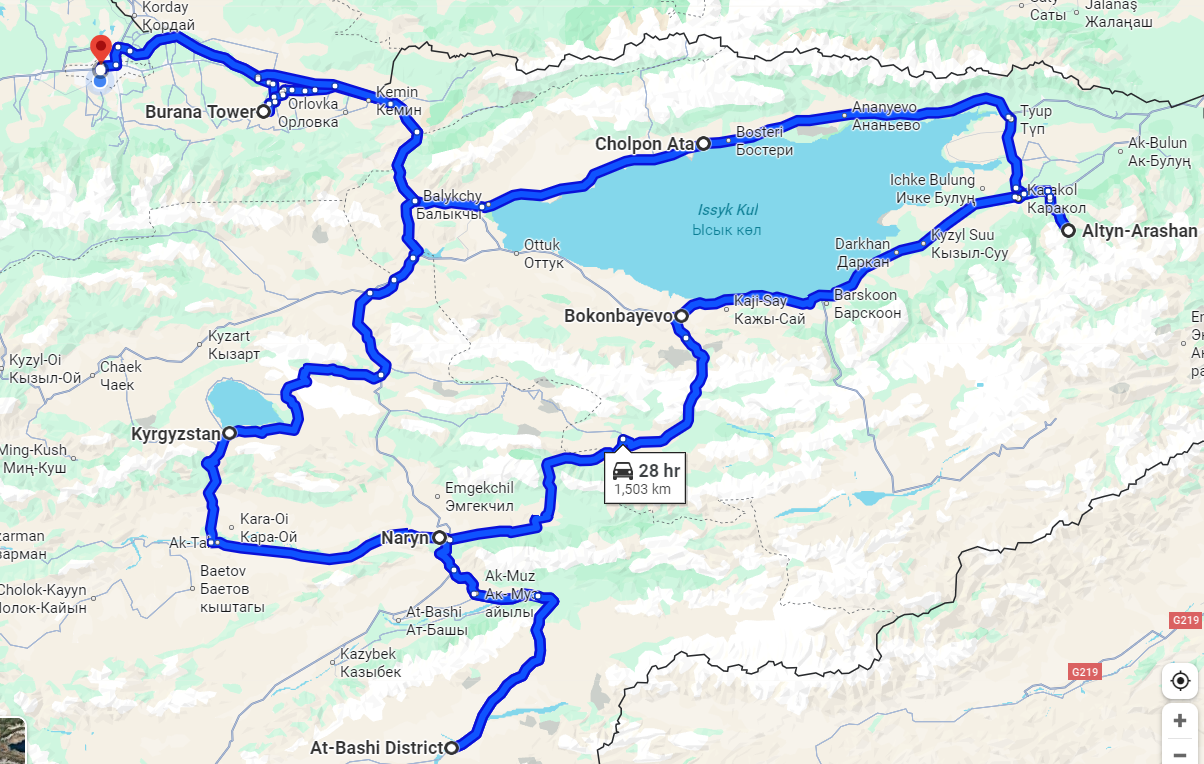 Korday
Кордай
Saty
Саты
Jalanaş
Жалаңаш
Kemin
Кемин
Burana Tower
Orlovka
Орловка
Cholpon Ata
Bosteri
Бостери
Ananyevo
Ананьево
Tyup
Түп
Ak-Bulun
Ак-Булуң
Ichke Bulung
Ичке Булуң
Karakol
Каракол
Balykchy
Балыкчы
Issyk Kul
Ысык көл
Altyn-Arashan
Kyzyl Suu
Кызыл-Суу
Darkhan
Даркан
Ottuk
Оттук
Barskoon
Барскоон
Kaji-Say
Кажы-Сай
Bokonbayevo
Kyzart
Кызарт
Kyzyl-Oi
Кызыл-Ой
Chaek
Чаек
Kyrgyzstan
Ming-Kush
Миң-Куш
28 hr
1,503 km
Emgekchil
Эмгекчил
Kara-Oi
Кара-Ой
Ak-Ta
Naryn
Baetov
Баетов
кыштагы
Cholok-Kayyn
Чолок-Кайын
Ak-Muz
Ак-Муз
айылы
At-Bashi
Ат-Башы
Kazybek
Казыбек
At-Bashi District
G219
G219